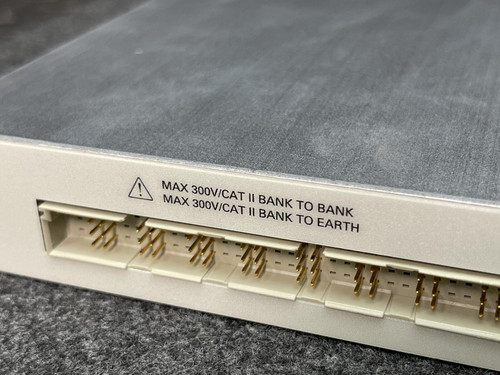 MAX 300V/CAT II BANK TO BANK
MAX 300V/CAT II BANK TO EARTH